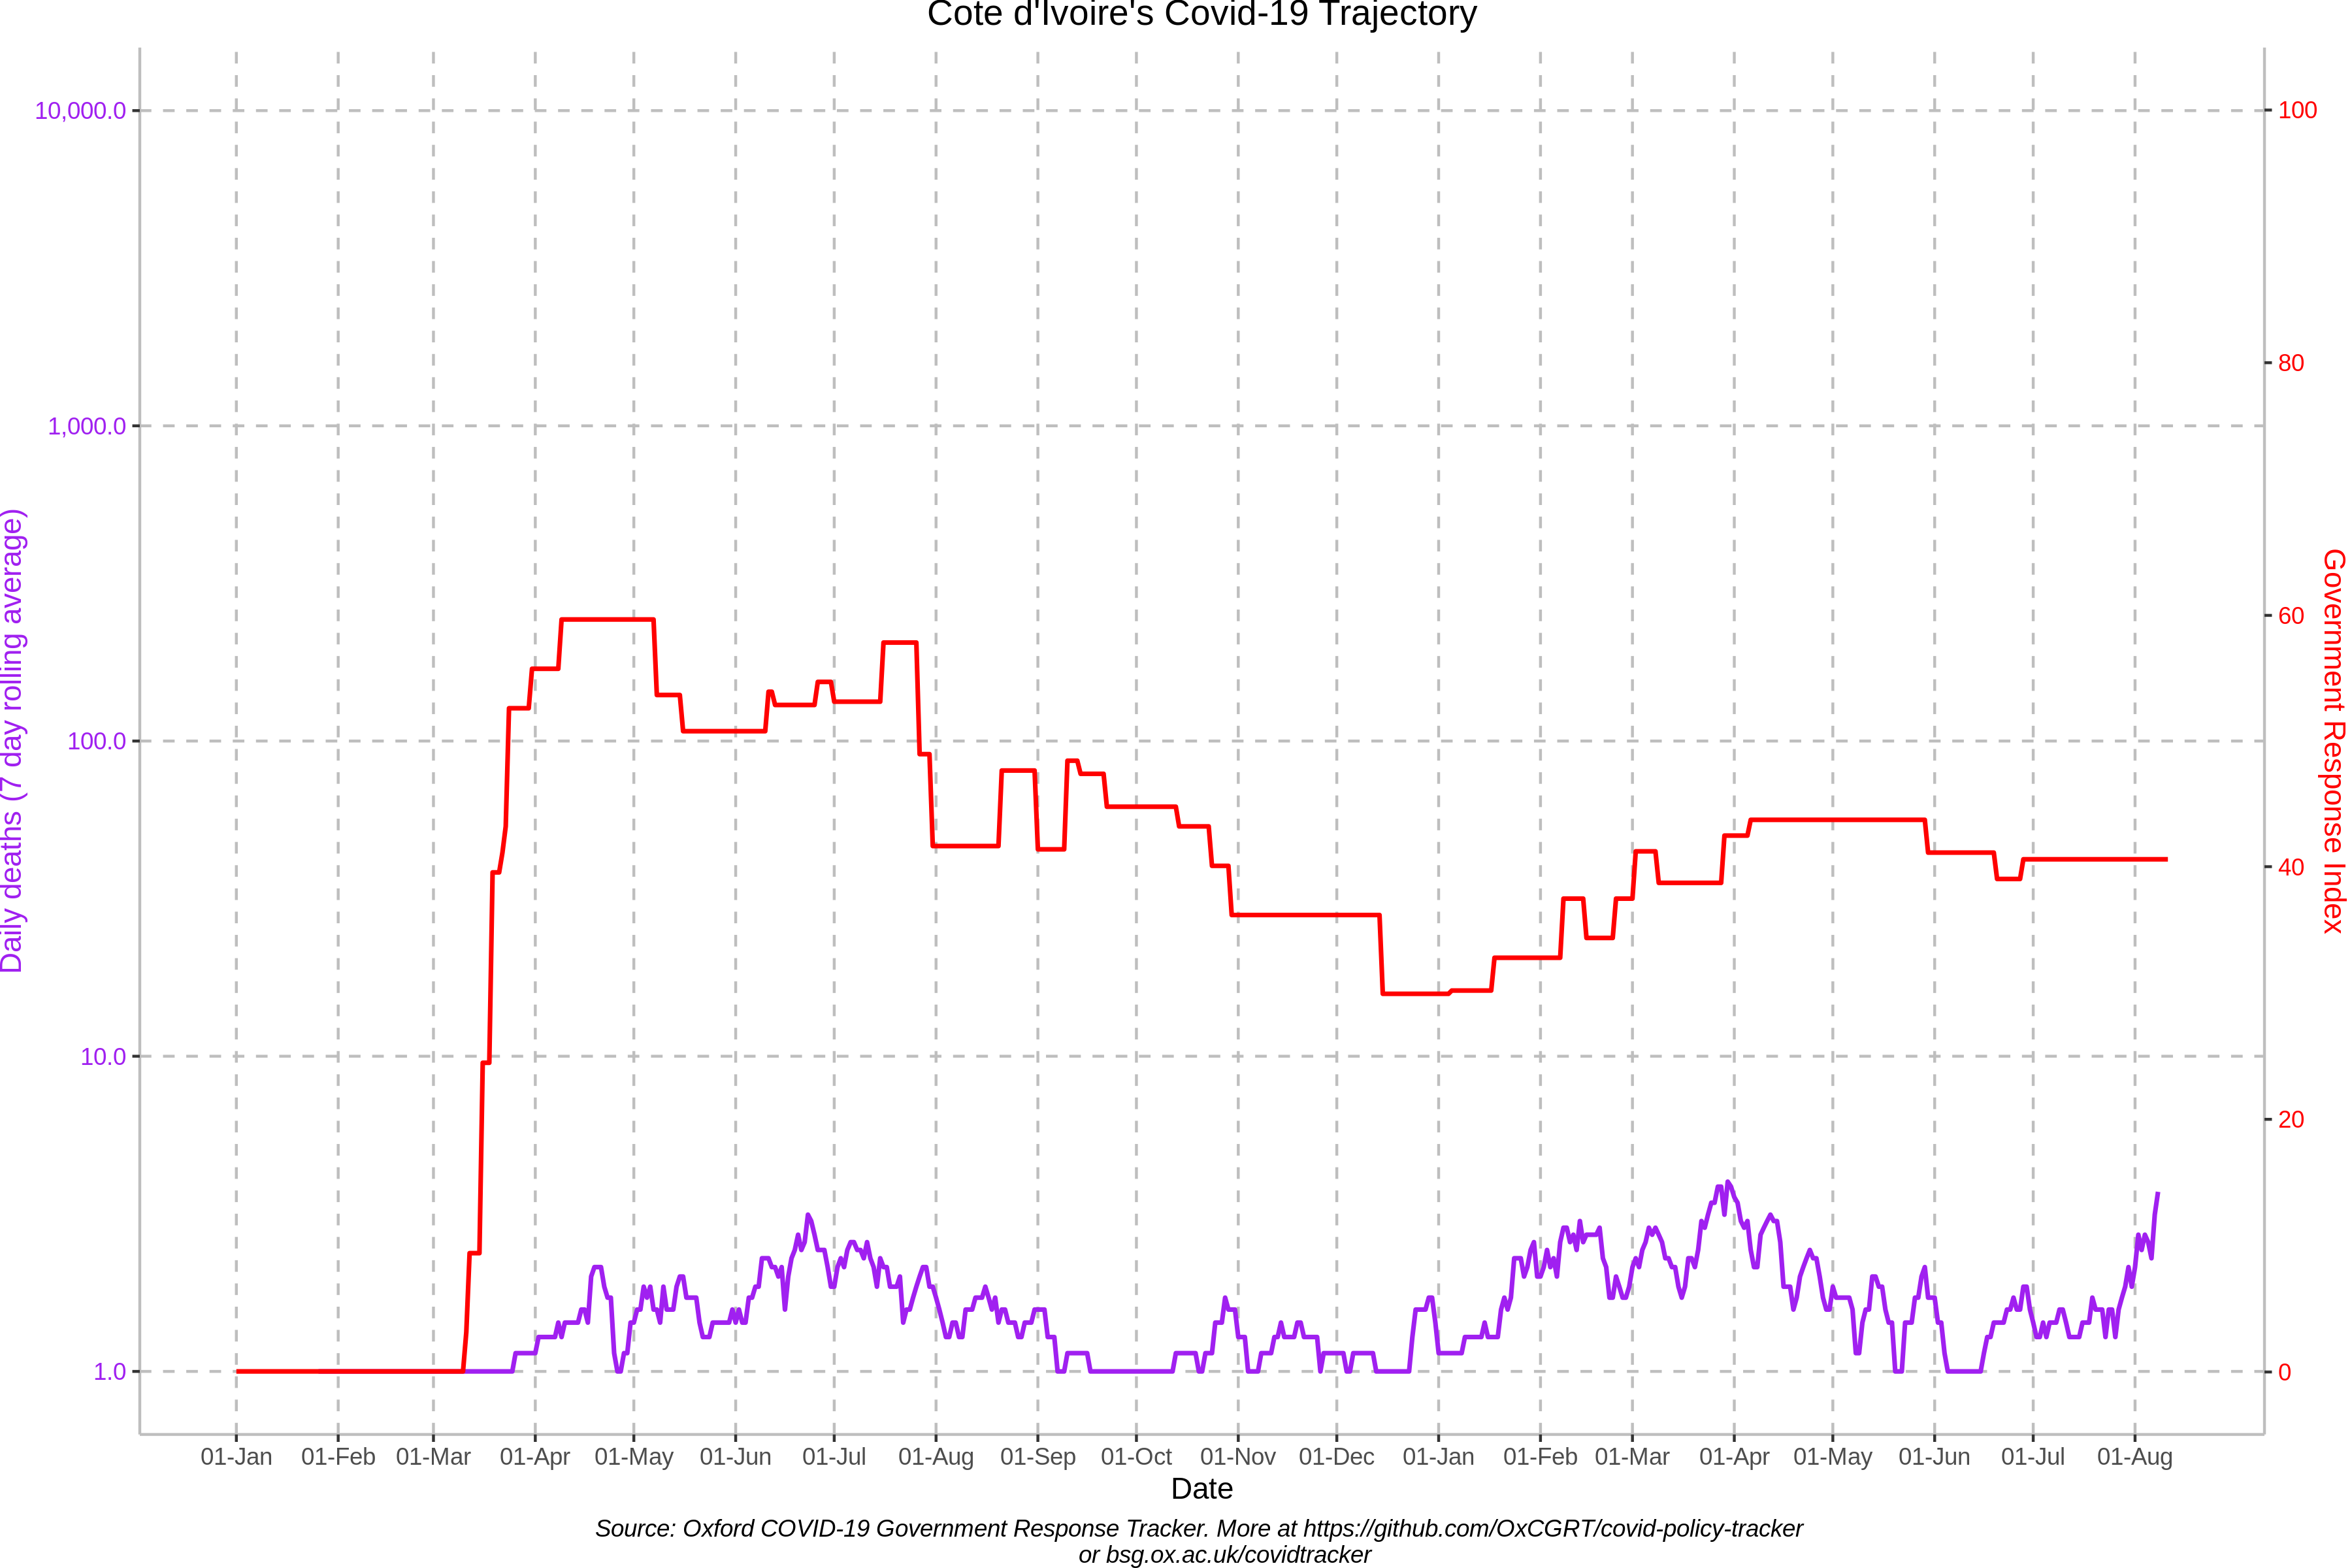 Cote d'Ivoire's Covid-19 Trajectory
Daily deaths (7 day rolling average)
10,000.0
1,000.0
100.0
10.0
1.0
100
80
60
40
20
0
Government Response Index
01-Jan 01-Feb 01-Mar 01-Apr 01-May 01-Jun 01-Jul 01-Aug 01-Sep 01-Oct 01-Nov 01-Dec 01-Jan 01-Feb 01-Mar 01-Apr 01-May 01-Jun 01-Jul 01-Aug
Date
Source: Oxford COVID-19 Government Response Tracker. More at https://github.com/OxCGRT/covid-policy-tracker
or bsg.ox.ac.uk/covidtracker